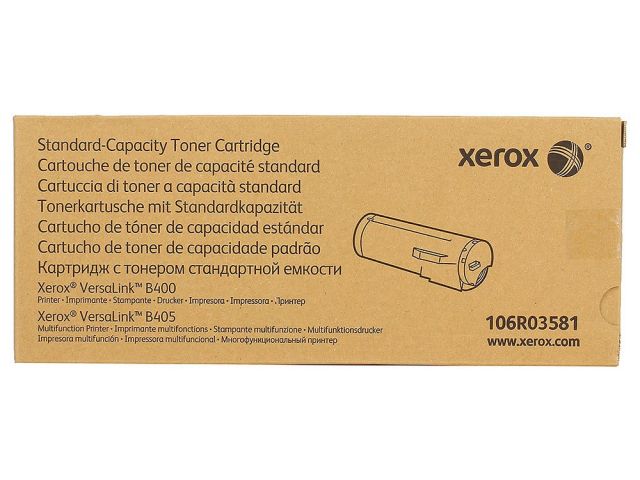 Standard-Capacity Toner Cartridge
Cartouche de toner de capacité standard
Cartuccia di toner a capacità standard
Tonerkartusche mit Standardkapazität
Cartucho de tóner de capacidad estándar
Cartucho de toner de capacidade padrão
Картридж с тонером стандартной емкости
Xerox® VersaLink™ B400
Printer • Imprimante • Stampante • Drucker • Impresora • Impressora • Принтер
Xerox® VersaLink™ B405
Multifunction Printer • Imprimante multifonctions • Stampante multifunzione • Multifunktionsdrucker
Impresora multifunción • Impressora multifuncional • Многофункциональный принтер
xerox
106R03581
www.xerox.com